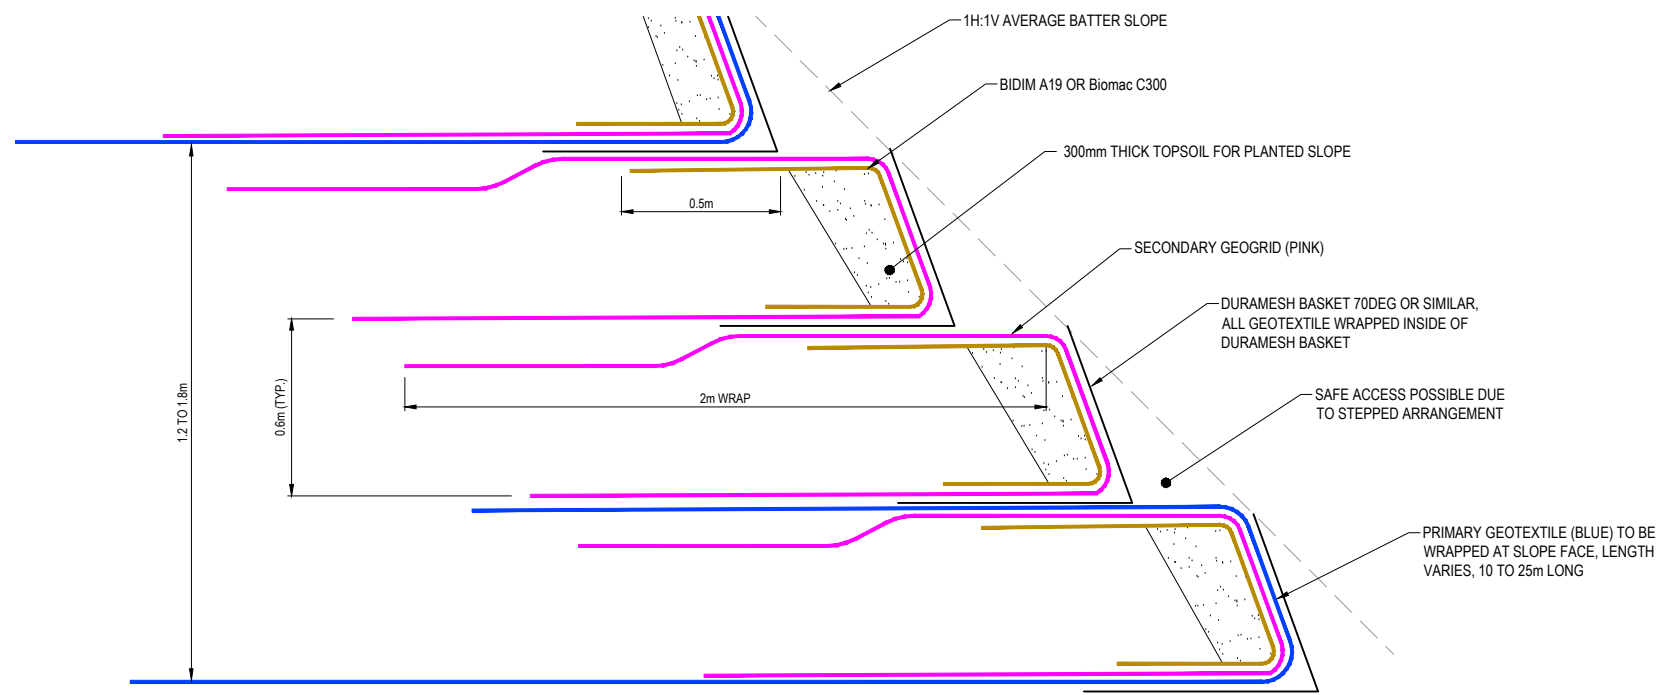 1H:1V AVERAGE BATTER SLOPE
BIDIM A19 OR Biomac C300
300mm THICK TOPSOIL FOR PLANTED SLOPE
0.5m
SECONDARY GEOGRID (PINK)
DURAMESH BASKET 70DEG OR SIMILAR,
ALL GEOTEXTILE WRAPPED INSIDE OF
DURAMESH BASKET
1.2 TO 1.8m
0.6m (TYP.)
2m WRAP
SAFE ACCESS POSSIBLE DUE
TO STEPPED ARRANGEMENT
PRIMARY GEOTEXTILE (BLUE) TO BE
WRAPPED AT SLOPE FACE, LENGTH
VARIES, 10 TO 25m LONG